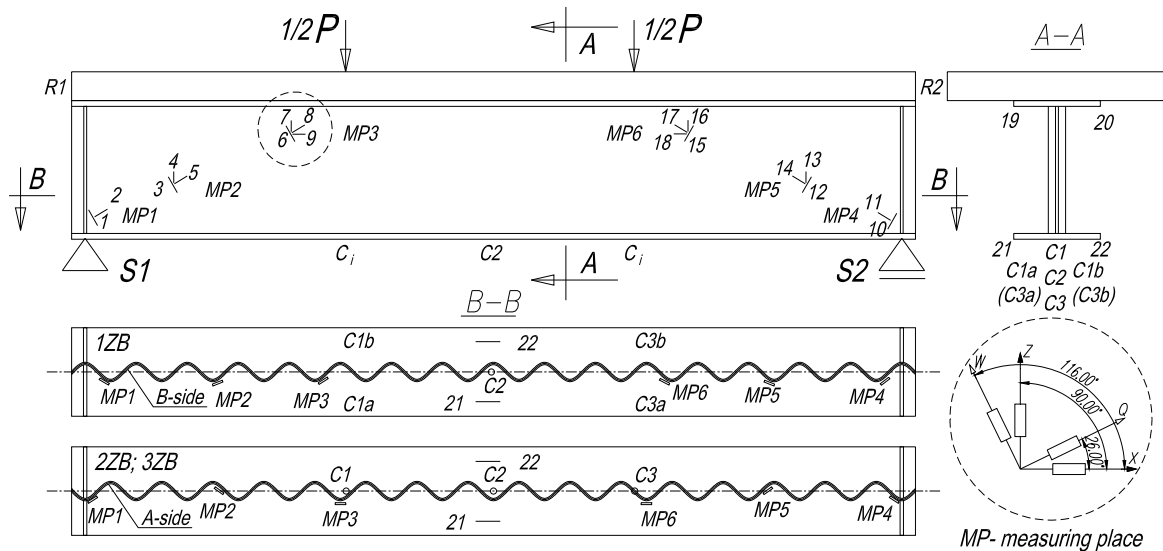 1/2P
A
1/2P
A-A
R1
R2
7 8
6 9
MP3
MP6
17 16
18 15
19 20
4
3 5
MP2
14 13
12
MP5
B
B
2
1
MP1
11
10
MP4
S1
S2
Ci
C2
Ci
A
21 C1 22
C1a C2 C1b
(C3a) C3 (C3b)
B-B
1ZB
C1b
22
C3b
MP1
B-side
MP2
MP3
C1a
21
C2
C3a
MP6
MP5
MP4
2ZB; 3ZB
C1
22
C2
C3
MP1
A-side
MP2
MP3
21
MP6
MP5
MP4
W
Z
116.00°
90.00°
Q
26.00°
X
MP- measuring place